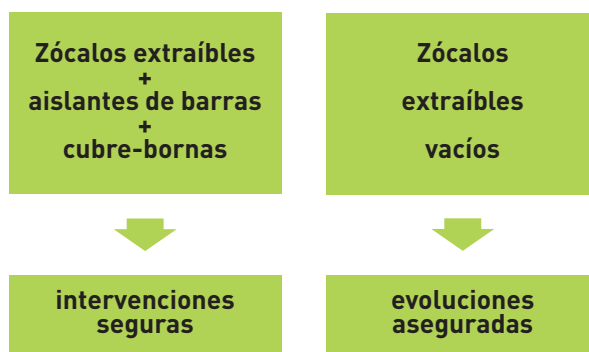 Zócalos extraíbles
+
aislantes de barras
+
cubre-bornas
intervenciones
seguras
Zócalos
extraíbles
vacíos
evoluciones
aseguradas